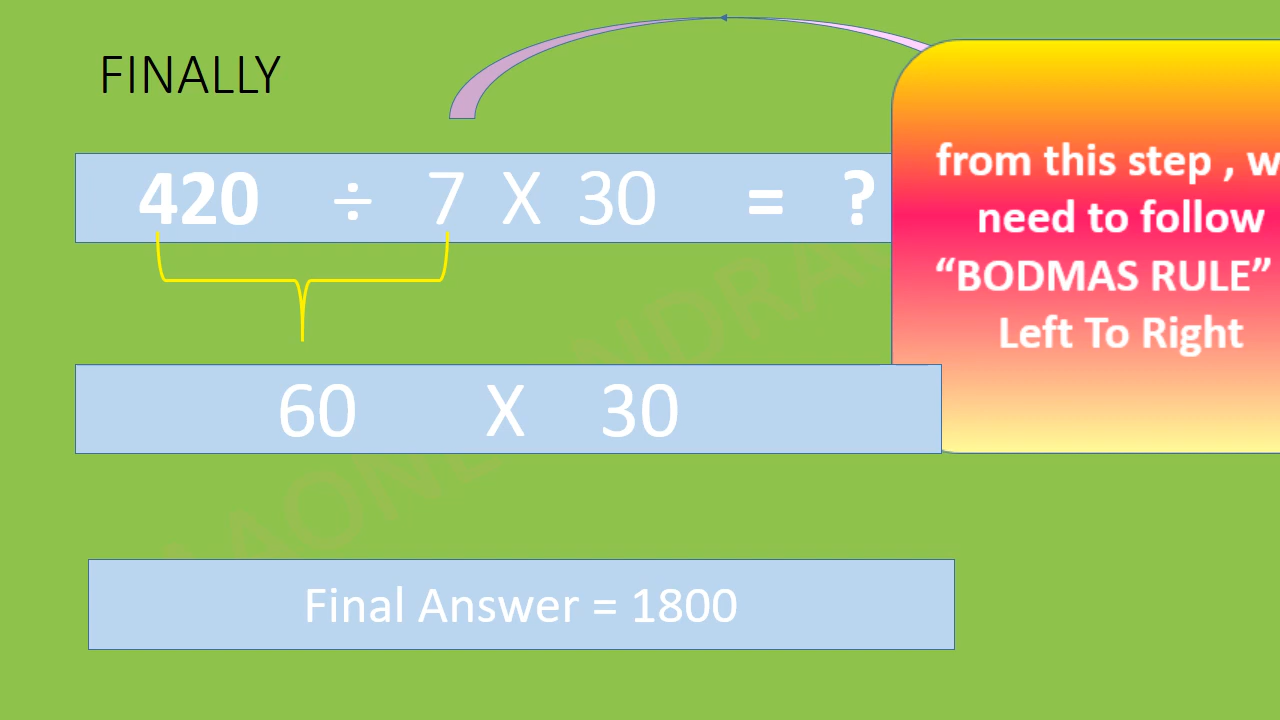 FINALLY
420 ÷ 7 X 30 = ?
from this step , w
need to follow
“BODMAS RULE”
Left To Right
60 X 30
Final Answer = 1800